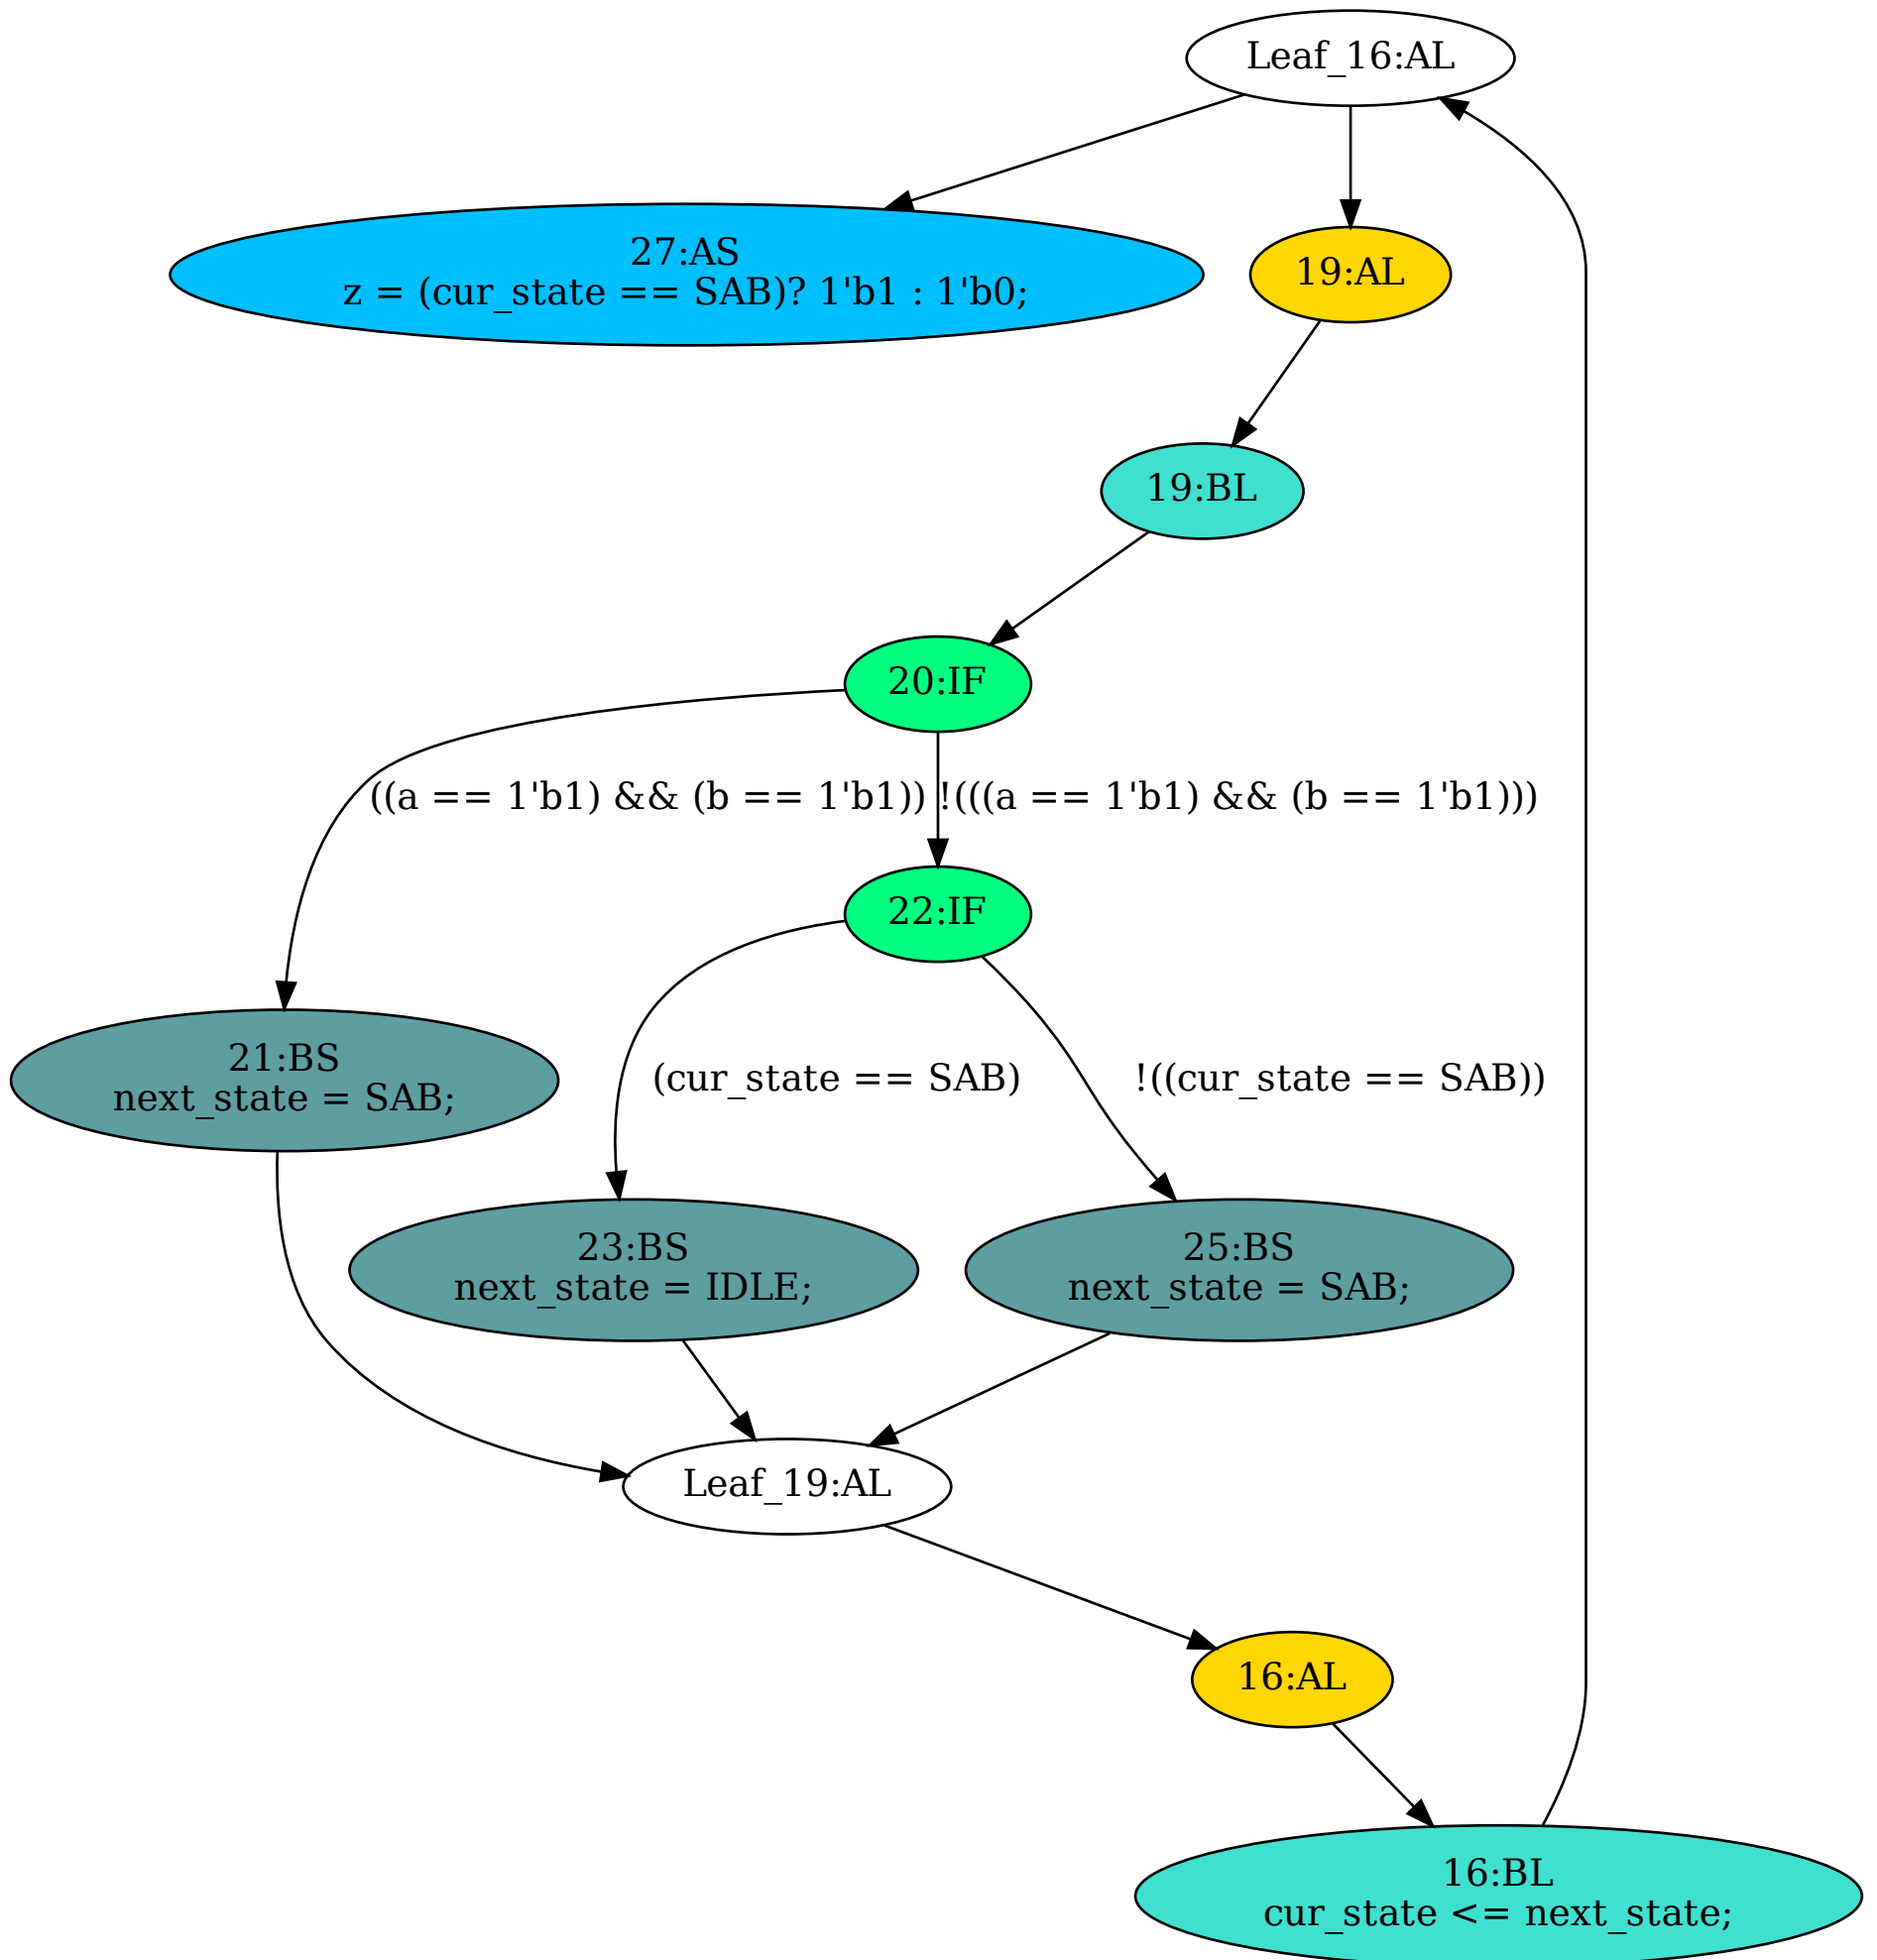 Leaf_16:AL
27:AS
z = (cur_state == SAB)? 1'b1 : 1'b0;
19:AL
19:BL
20:IF
((a == 1'b1) && (b == 1'b1))
!(((a == 1'b1) && (b == 1'b1)))
22:IF
21:BS
next_state = SAB;
(cur_state == SAB)
!((cur_state == SAB))
23:BS
next_state = IDLE;
25:BS
next_state = SAB;
Leaf_19:AL
16:AL
16:BL
cur_state <= next_state;